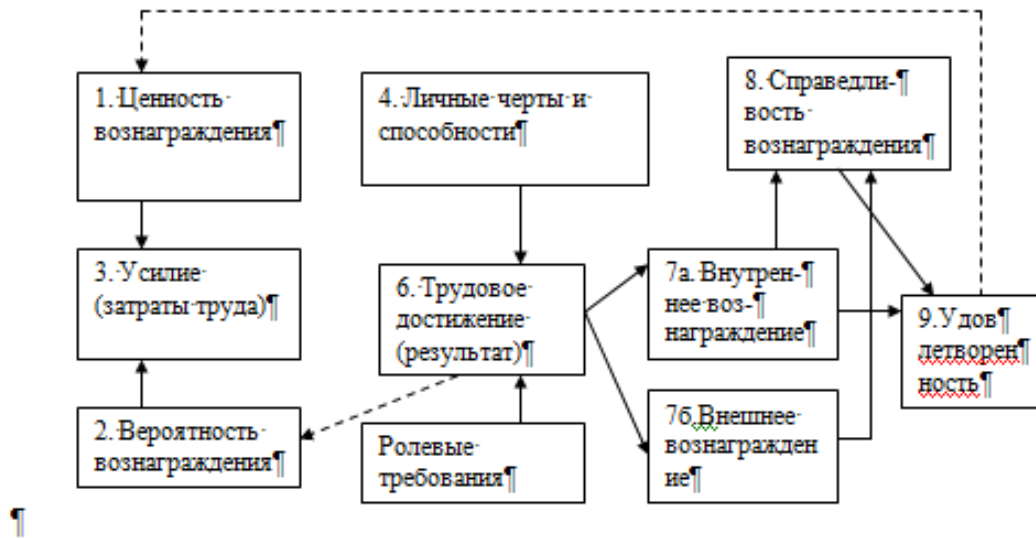 1. Ценность
вознаграждения¶
4. Личные черты и
способности¶
8. Справедли-¶
вость
вознаграждения¶
3. Усилие
(затраты труда)¶
6. Трудовое
достижение
(результат)¶
7а. Внутрен-¶
нее воз-¶
награждение¶
9.Удов¶
летворен¶
ность¶
2. Вероятность
вознаграждения¶
Ролевые
требования¶
7б.Внешнее
вознагражден
ие¶
¶